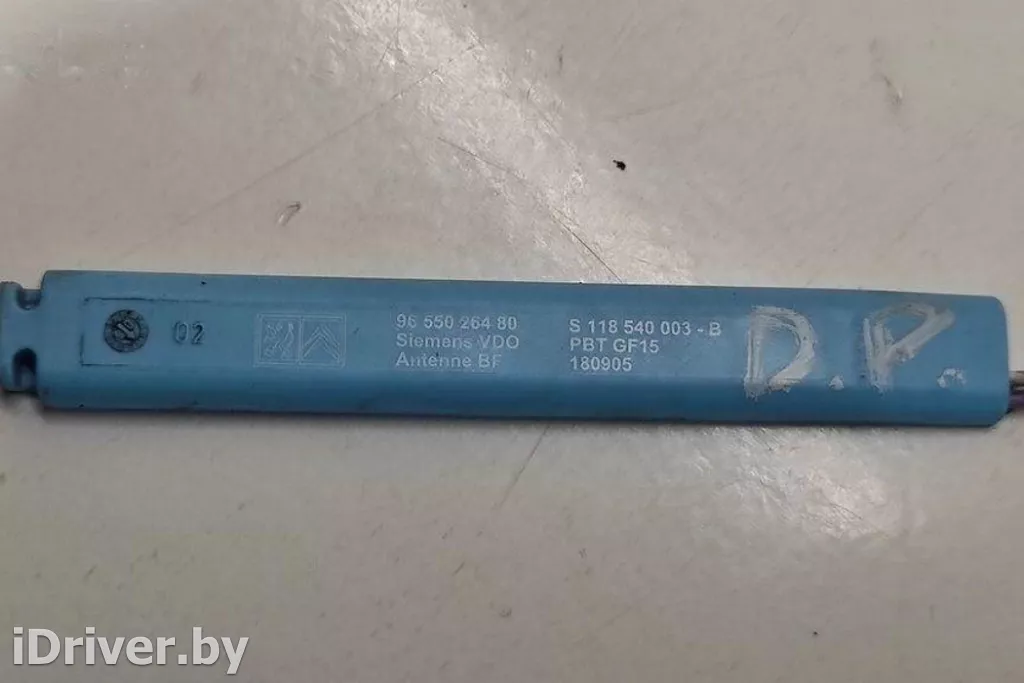 02
96 550 264 80
Siemens VDO
Antenne BF
S 118 540 003 - B
PBT GF15
180905
D.P.
iDriver.by